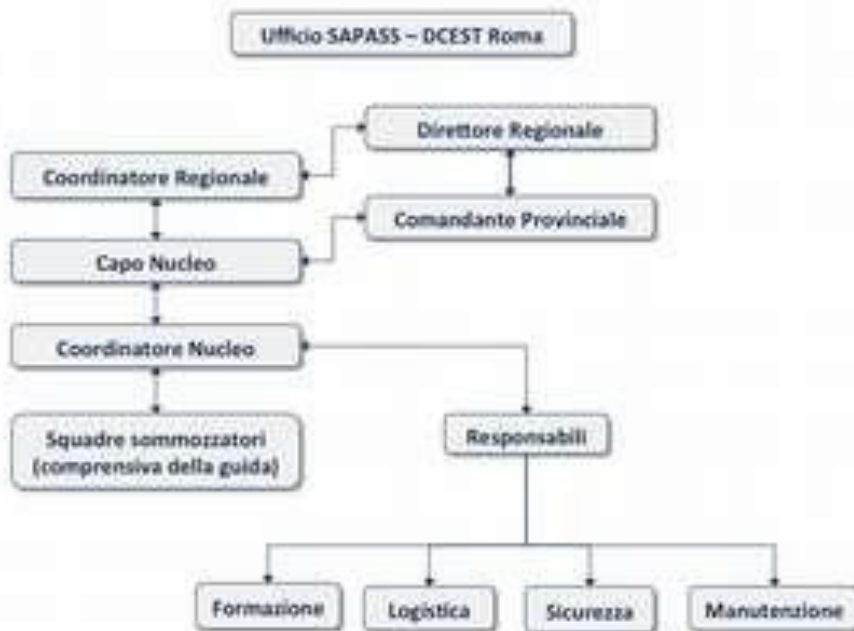 Ufficio SAPASS – DCEST Roma
Direttore Regionale
Coordinatore Regionale
Comandante Provinciale
Capo Nucleo
Coordinatore Nucleo
Squadre sommozzatori
(comprensiva della guida)
Responsabili
Formazione
Logistica
Sicurezza
Manutenzione